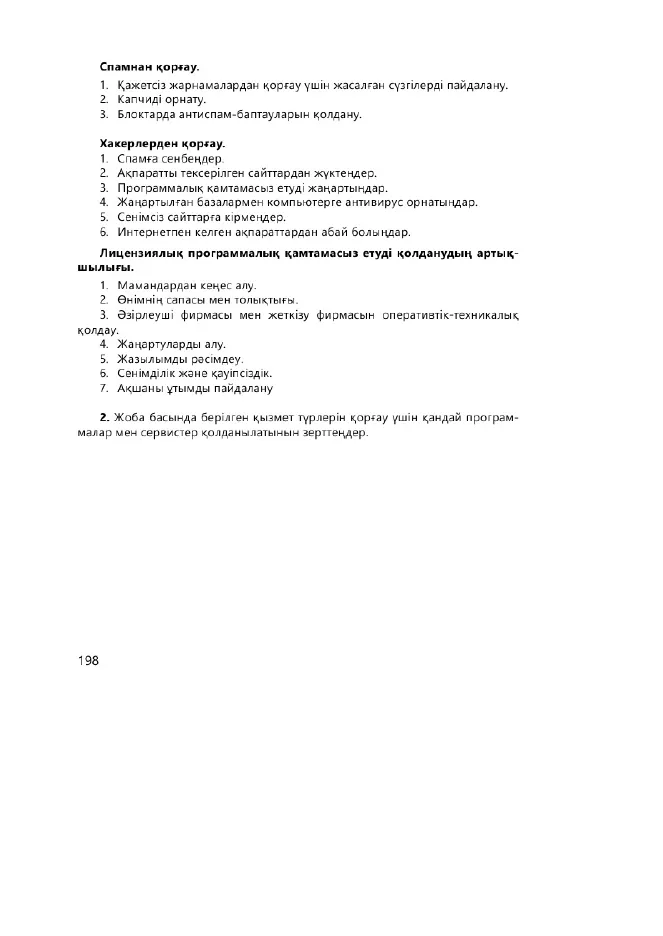 Спамнан қорғау.
1. Қажетсіз жарнамалардан қорғау үшін жасалған сүзгілерді пайдалану.
2. Капчиді орнату.
3. Блоктарда антиспам-баптауларын қолдану.
Хакерлерден қорғау.
1. Спамға сенбеңдер.
2. Ақпаратты тексерілген сайттардан жүктеңдер.
3. Программалық қамтамасыз етуді жаңартыңдар.
4. Жаңартылған базалармен компьютерге антивирус орнатыңдар.
5. Сенімсіз сайттарға кірмеңдер.
6. Интернетпен келген ақпараттардан абай болыңдар.
Лицензиялық программалық қамтамасыз етуді қолданудың артық-
шылығы.
1. Мамандардан кеңес алу.
2. Өнімнің сапасы мен толықтығы.
3. Әзірлеуші фирмасы мен жеткізу фирмасын оперативтік-техникалық
қолдау.
4. Жаңартуларды алу.
5. Жазылымды рәсімдеу.
6. Сенімділік және қауіпсіздік.
7. Ақшаны ұтымды пайдалану
2. Жоба басында берілген қызмет түрлерін қорғау үшін қандай програм-
малар мен сервистер қолданылатынын зерттеңдер.
198